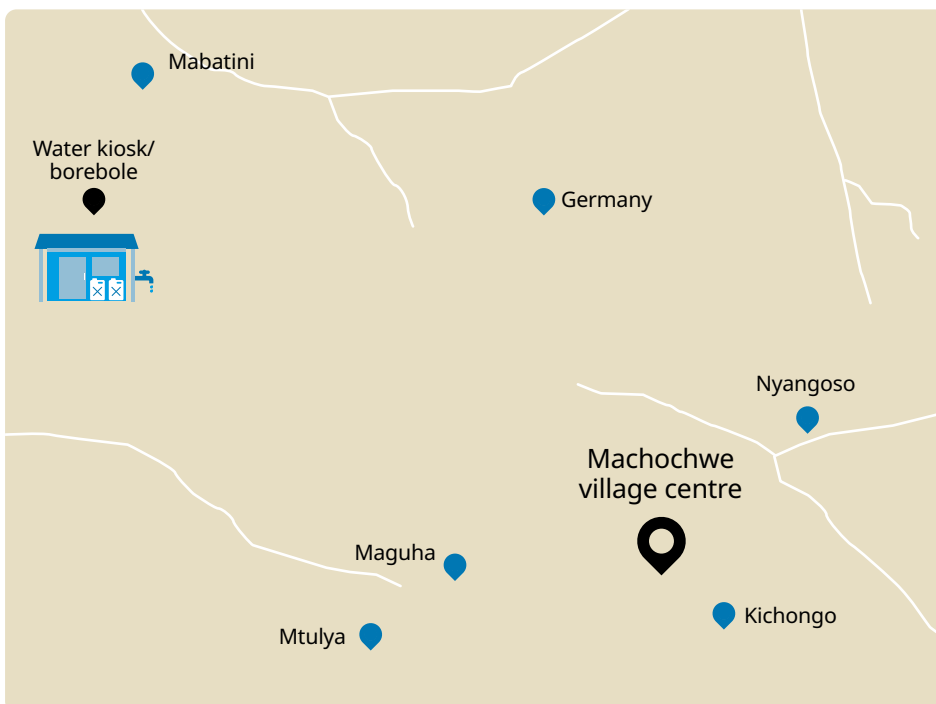 Mabatini
Water kiosk/
borebole
Germany
Nyangoso
Machochwe
village centre
Maguha
Kichongo
Mtulya